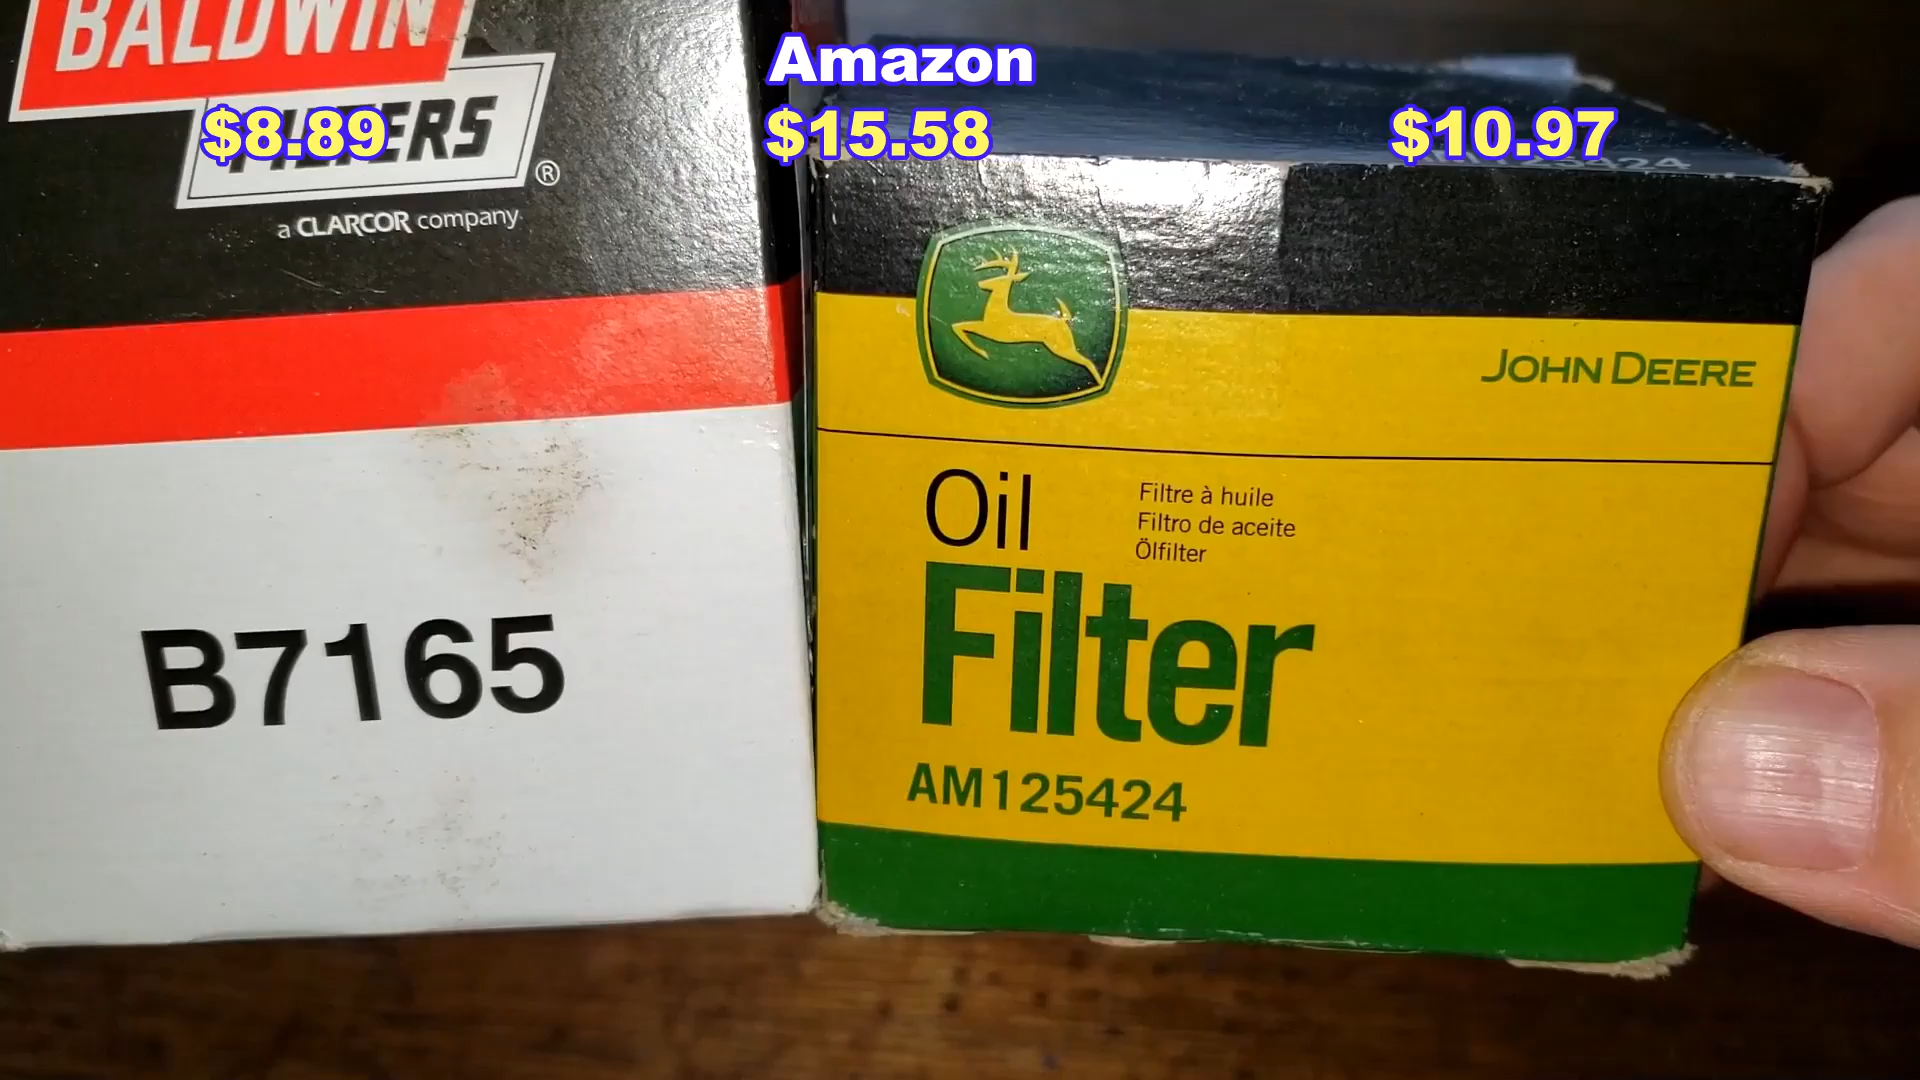 BALDWIN
FILTERS
®
a CLARCOR company
B7165
Amazon
$8.89
$15.58
$10.97
JOHN DEERE
Oil
Filtre à huile
Filtro de aceite
Ölfilter
Filter
AM125424